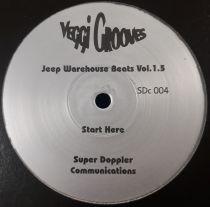 Veggi Grooves
Jeep Warehouse Beats Vol.1.5
SDc 004
Start Here
Super Doppler
Communications